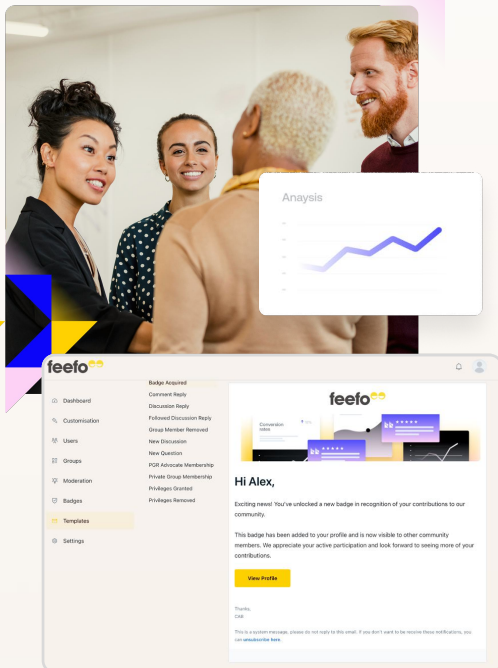 Anaysis
feefo
Badge Acquired
Dashboard
Comment Reply
Discussion Reply
Customisation
Followed Discussion Reply
Group Member Removed
Users
New Discussion
New Question
Groups
PGR Advocate Membership
Moderation
Private Group Membership
Privileges Granted
Badges
Privileges Removed
Templates
Settings
feefo
Conversion
rates
Hi Alex,
Exciting news! You've unlocked a new badge in recognition of your contributions to our
community.
This badge has been added to your profile and is now visible to other community
members. We appreciate your active participation and look forward to seeing more of your
contributions.
View Profile
Thanks,
CAR
This is a system message, please do not reply to this email. If you don't want to be receive these notifications, you
can unsubscribe here.